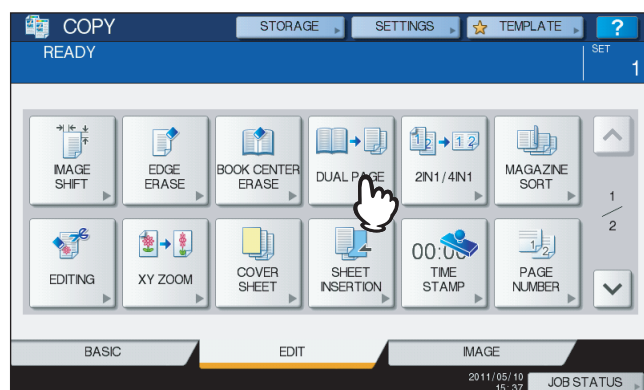 COPY
STORAGE
SETTINGS
TEMPLATE
?
READY
SET
1
IMAGE
SHIFT
EDGE
ERASE
BOOK CENTER
ERASE
DUAL PAGE
2IN1/4IN1
MAGAZINE
SORT
1
2
EDITING
XY ZOOM
COVER
SHEET
SHEET
INSERTION
00:00
TIME
STAMP
PAGE
NUMBER
BASIC
EDIT
IMAGE
2011/05/10
15:37
JOB STATUS